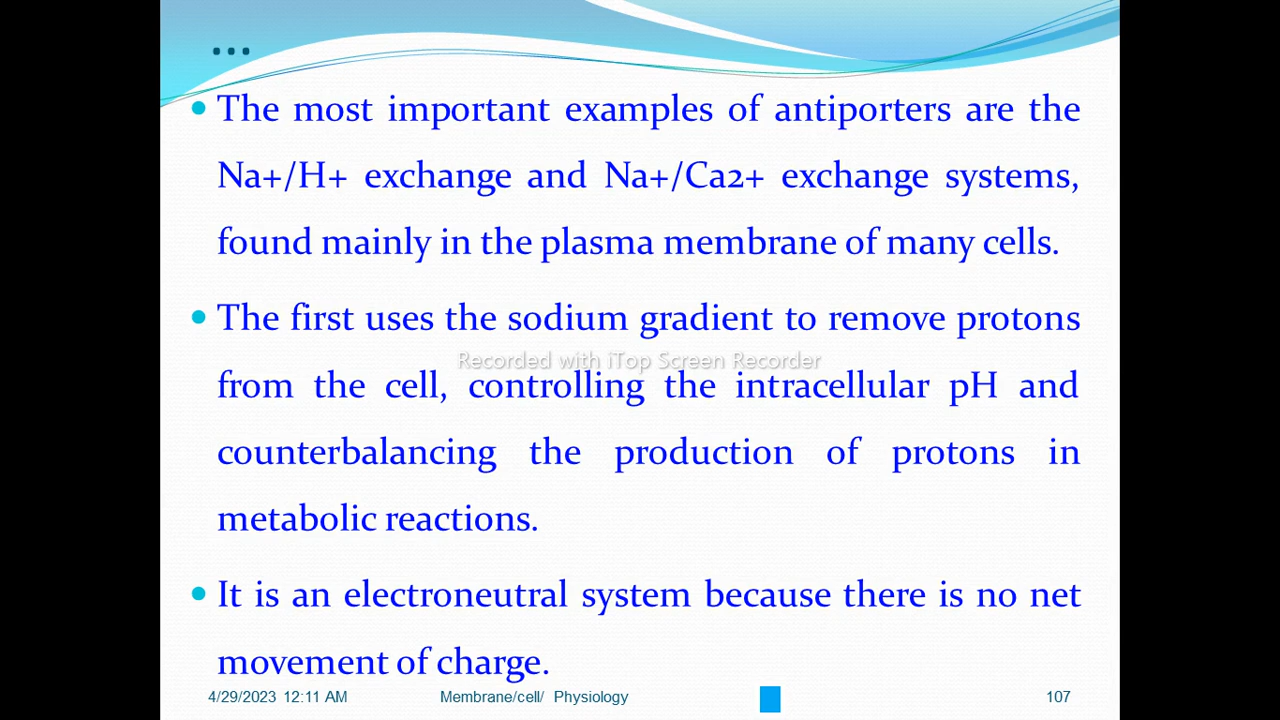 ...
The most important examples of antiporters are the
Na+/H+ exchange and Na+/Ca2+ exchange systems,
found mainly in the plasma membrane of many cells.
The first uses the sodium gradient to remove protons
Recorded with iTop Screen Recorder
from the cell, controlling the intracellular pH and
counterbalancing the production of protons in
metabolic reactions.
It is an electroneutral system because there is no net
movement of charge.
4/29/2023 12:11 AM Membrane/cell/ Physiology 107